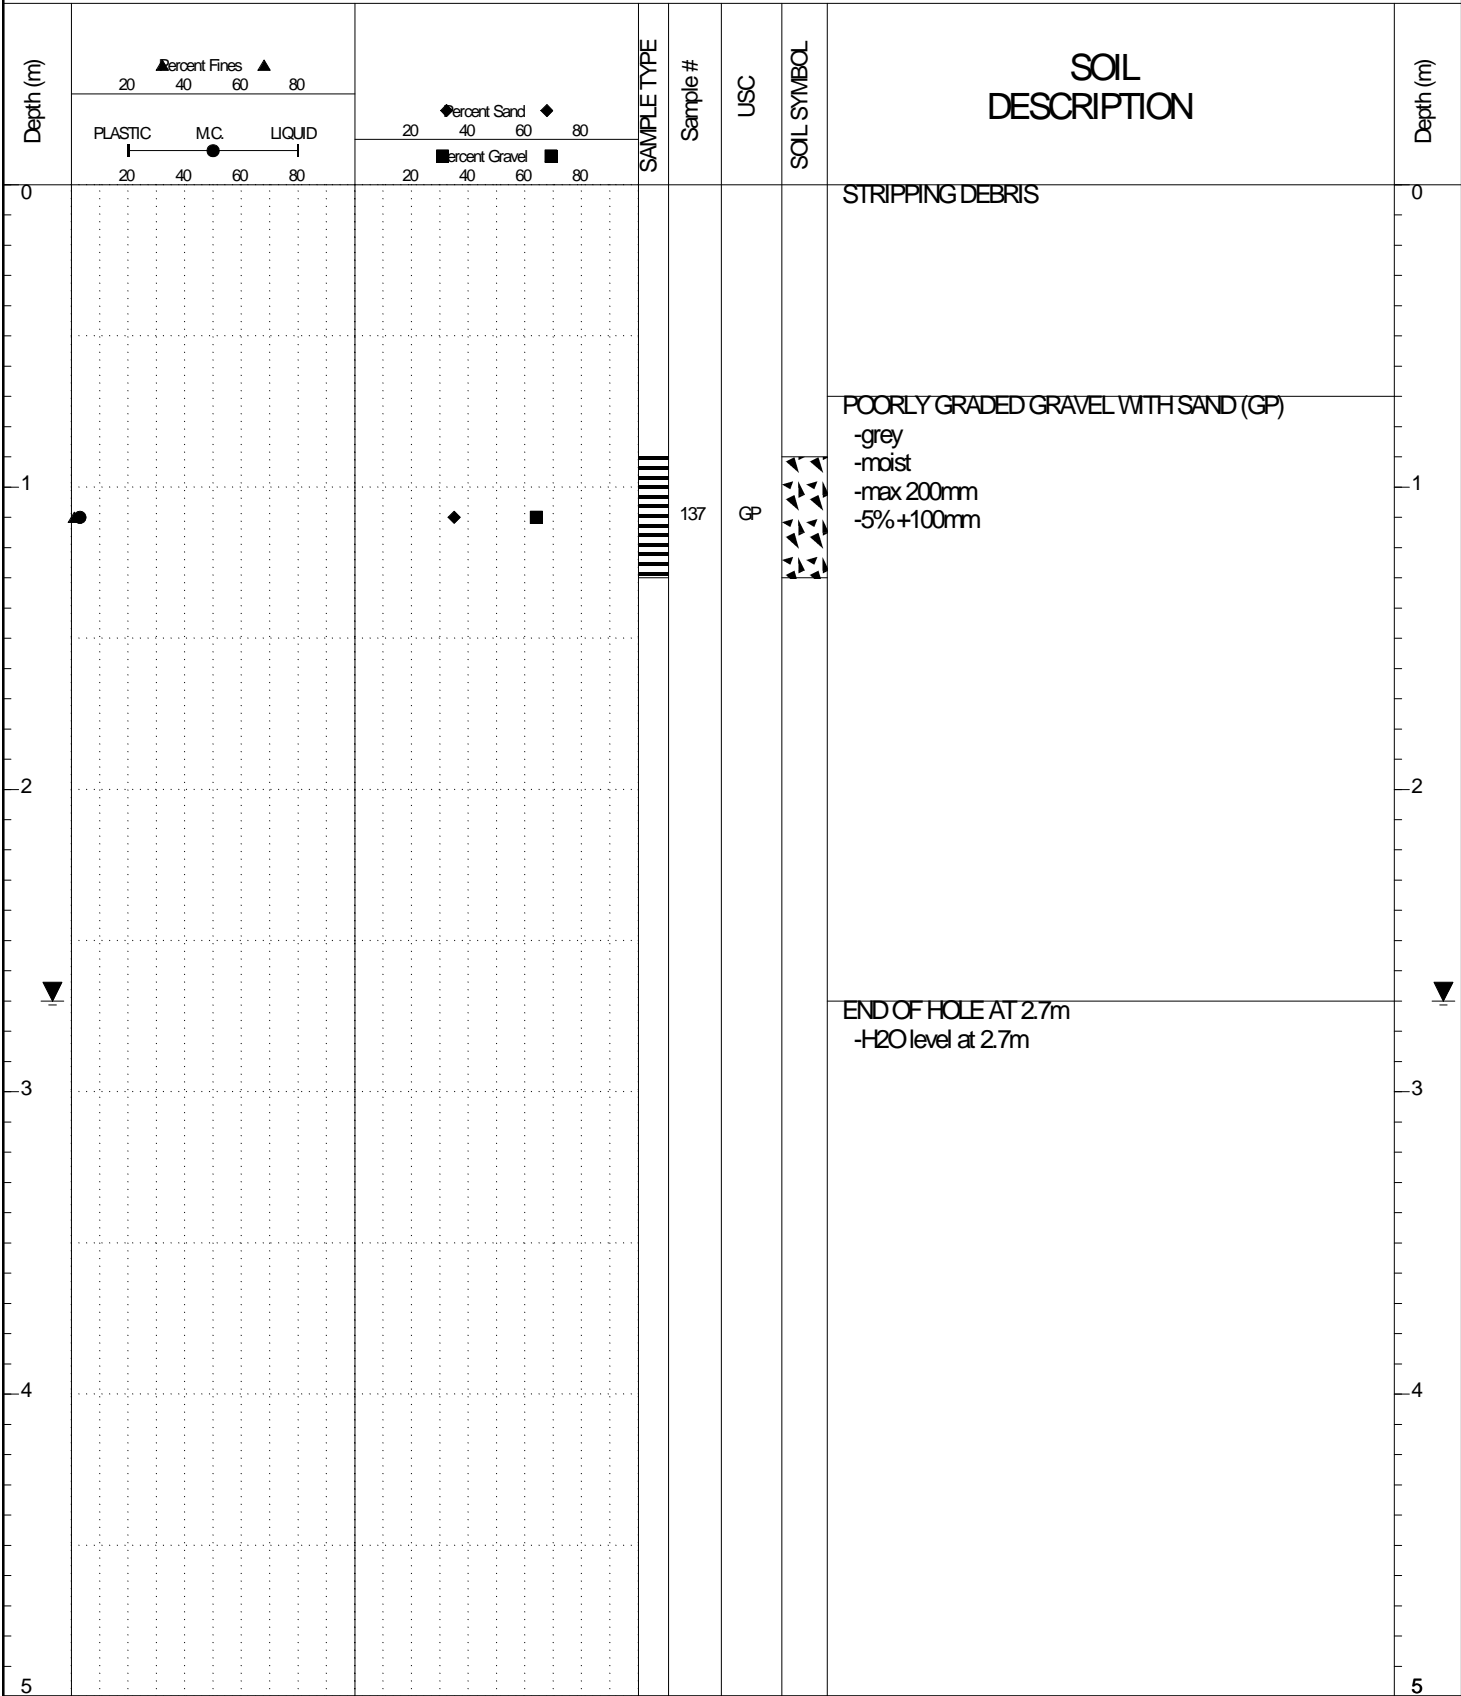 Depth (m)
Percent Fines
20 40 60 80
PLASTIC M.C. LIQUID
20 40 60 80
Percent Sand
20 40 60 80
Percent Gravel
20 40 60 80
SAMPLE TYPE
Sample #
USC
SOIL SYMBOL
SOIL
DESCRIPTION
Depth (m)
0 STRIPPING DEBRIS 0
POORLY GRADED GRAVEL WITH SAND (GP)
-grey
-moist
1 -max 200mm 1
137 GP -5% +100mm
2 2
END OF HOLE AT 2.7m
-H2O level at 2.7m
3 3
4 4
5 5